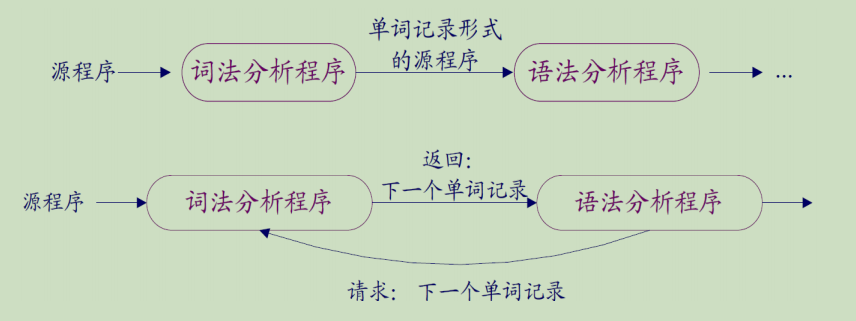 单词记录形式
的源程序
源程序
词法分析程序
语法分析程序
...
返回:
下一个单词记录
源程序
词法分析程序
语法分析程序
请求: 下一个单词记录